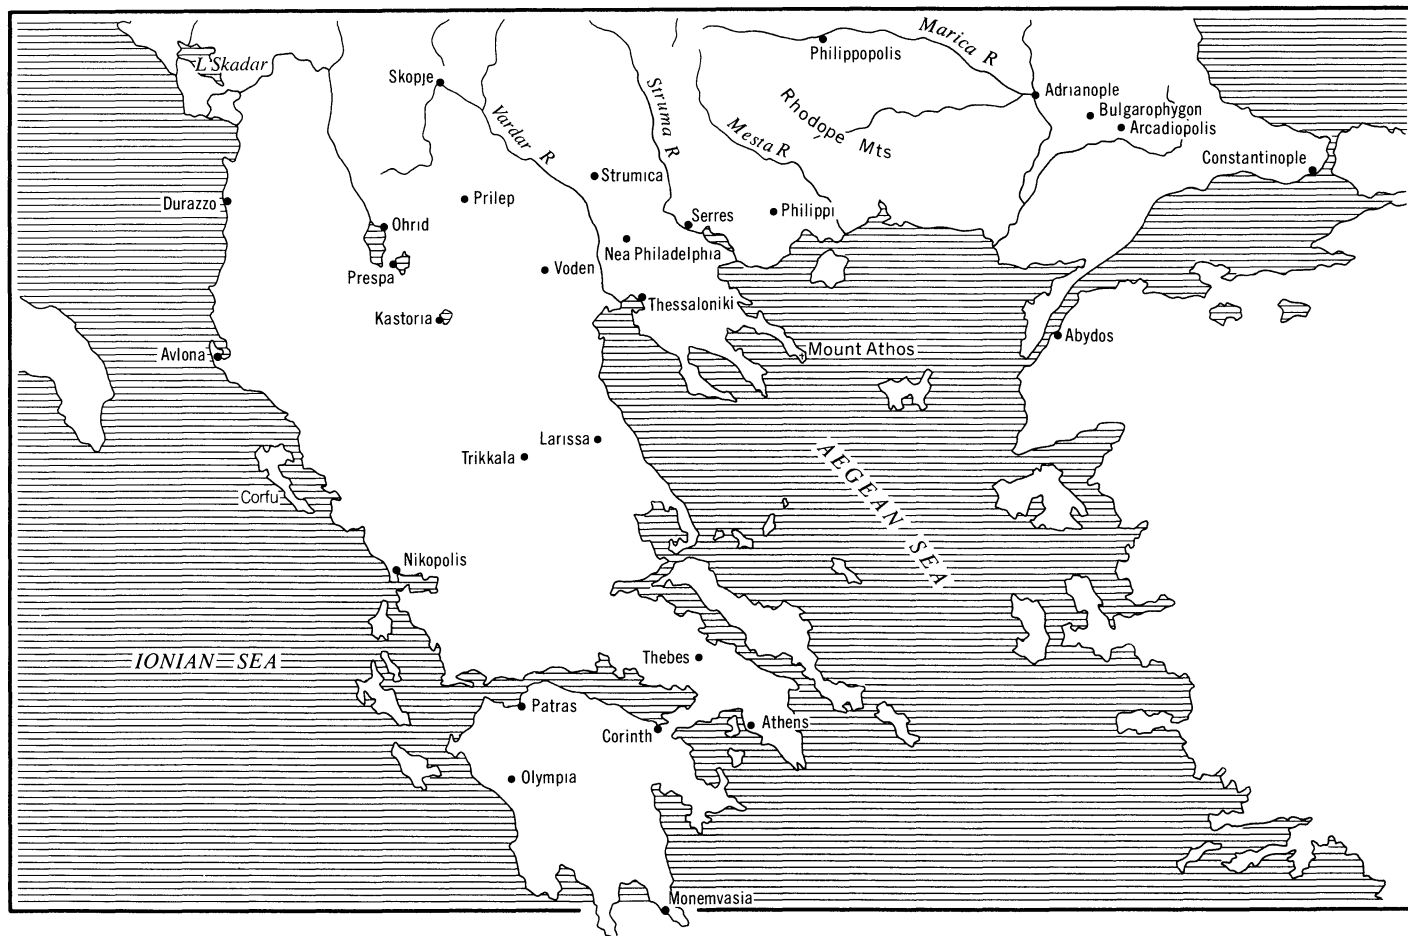 Marica R
Philippopolis
L Skadar
Skopje
Struma R
Rhodope Mts
Adrianople
Bulgarophygon
Arcadiopolis
Vardar R
Mesta R
Constantinople
Strumica
Durazzo
Prilep
Ohrid
Serres
Philippi
Nea Philadelphia
Prespa
Voden
Thessaloniki
Kastoria
Avlona
Mount Athos
Abydos
Larissa
Trikkala
AEGEAN SEA
Corfu
Nikopolis
IONIAN SEA
Thebes
Patras
Corinth
Athens
Olympia
Monemvasia